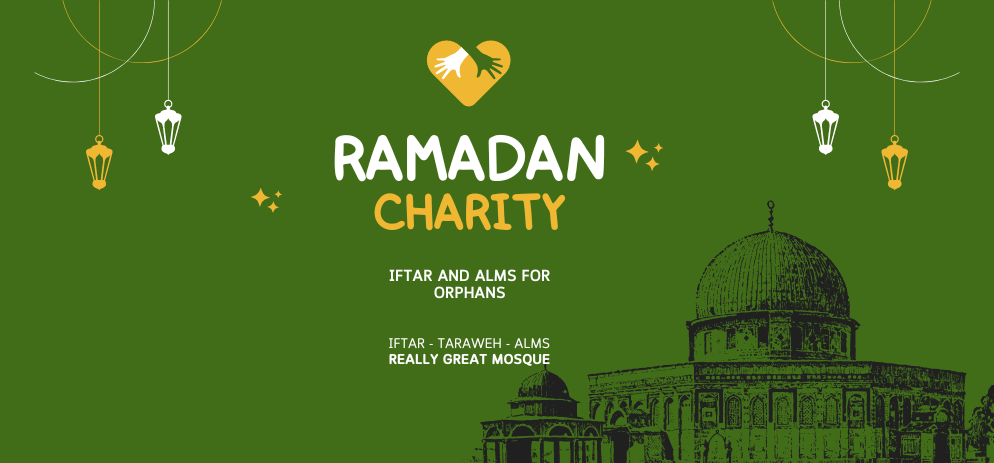 RAMADAN
CHARITY
IFTAR AND ALMS FOR
ORPHANS
IFTAR - TARAWEH - ALMS
REALLY GREAT MOSQUE